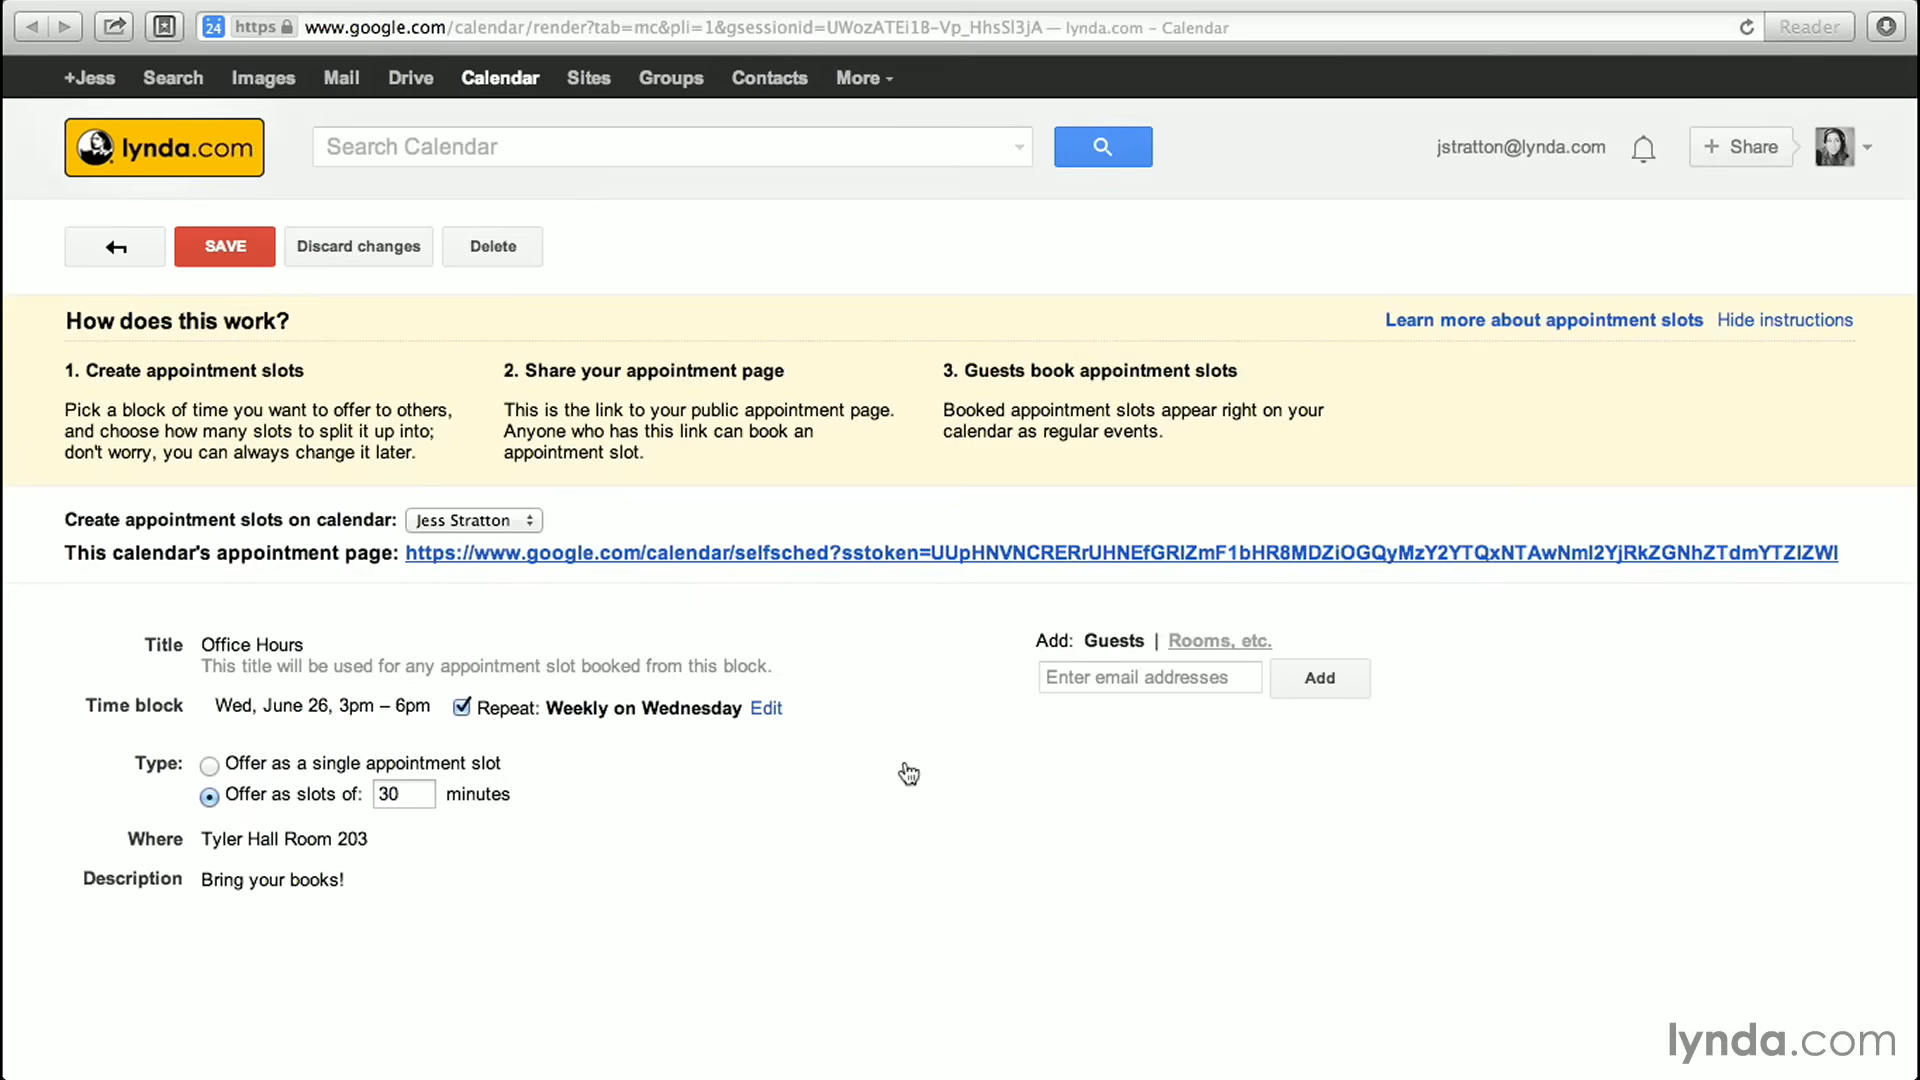 24 https www.google.com/calendar/render?tab=mc&pli=1&gsessionid=UWozATEi1B-Vp_HhsSl3jA — lynda.com - Calendar Reader
+Jess Search Images Mail Drive Calendar Sites Groups Contacts More
lynda.com Search Calendar jstratton@lynda.com + Share
SAVE Discard changes Delete
How does this work? Learn more about appointment slots Hide instructions
1. Create appointment slots
Pick a block of time you want to offer to others,
and choose how many slots to split it up into;
don't worry, you can always change it later.
2. Share your appointment page
This is the link to your public appointment page.
Anyone who has this link can book an
appointment slot.
3. Guests book appointment slots
Booked appointment slots appear right on your
calendar as regular events.
Create appointment slots on calendar: Jess Stratton
This calendar's appointment page: https://www.google.com/calendar/selfsched?sstoken=UUpHNVNCRERrUHNEfGRlZmF1bHR8MDZiOGQyMzY2YTQxNTAwNmI2YjRkZGNhZTdmYTZlZWI
Title Office Hours
This title will be used for any appointment slot booked from this block.
Time block Wed, June 26, 3pm – 6pm Repeat: Weekly on Wednesday Edit
Type: Offer as a single appointment slot
Offer as slots of: 30 minutes
Where Tyler Hall Room 203
Description Bring your books!
Add: Guests | Rooms, etc.
Enter email addresses Add
lynda.com